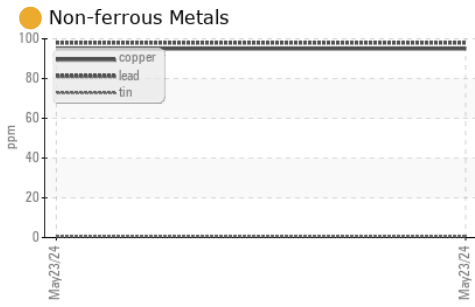 Non-ferrous Metals
100
80
60
40
20
0
ppm
copper
lead
tin
May23/24
May23/24